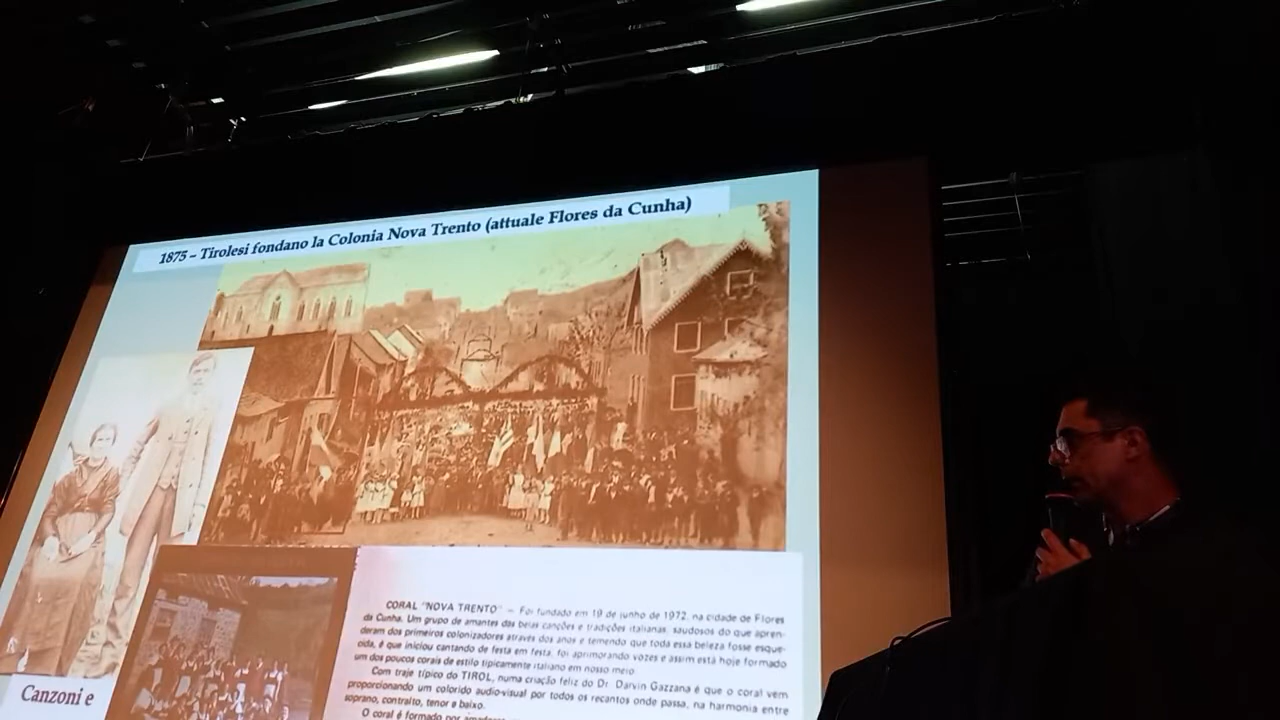 1875 – Tirolesi fondano la Colonia Nova Trento (attuale Flores da Cunha)
CORAL "NOVA TRENTO" — Foi fundado em 19 de junho de 1972, na cidade de Flores
da Cunha. Um grupo de amantes das belas canções e tradições italianas, saudosos do que apren-
deram dos primeiros colonizadores através dos anos e temendo que toda essa beleza fosse esque-
cida, é que iniciou cantando de festa em festa, foi aprimorando vozes e assim está hoje formado
um dos poucos corais de estilo tipicamente italiano em nosso meio.
Com traje típico do TIROL, numa criação feliz do Dr. Darvin Gazzana é que o coral vem
proporcionando um colorido audio-visual por todos os recantos onde passa, na harmonia entre
soprano, contralto, tenor e baixo.
O coral é formado por
Canzoni e